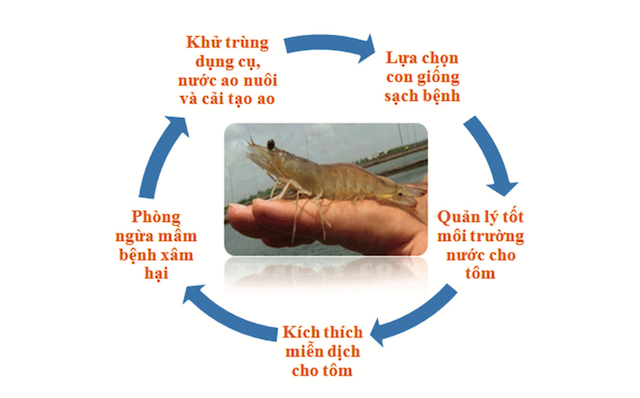 Khử trùng
dụng cụ,
nước ao nuôi
và cải tạo ao
Lựa chọn
con giống
sạch bệnh
Quản lý tốt
môi trường
nước cho
tôm
Kích thích
miễn dịch
cho tôm
Phòng
ngừa mầm
bệnh xâm
hại